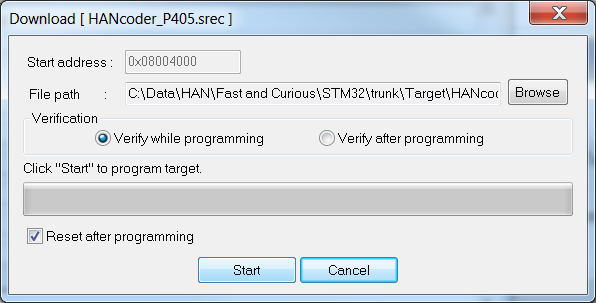 Download [ HANcoder_P405.srec ]
Start address : 0x08004000
File path : C:\Data\HAN\Fast and Curious\STM32\trunk\Target\HANcod Browse
Verification
Verify while programming Verify after programming
Click "Start" to program target.
Reset after programming
Start Cancel